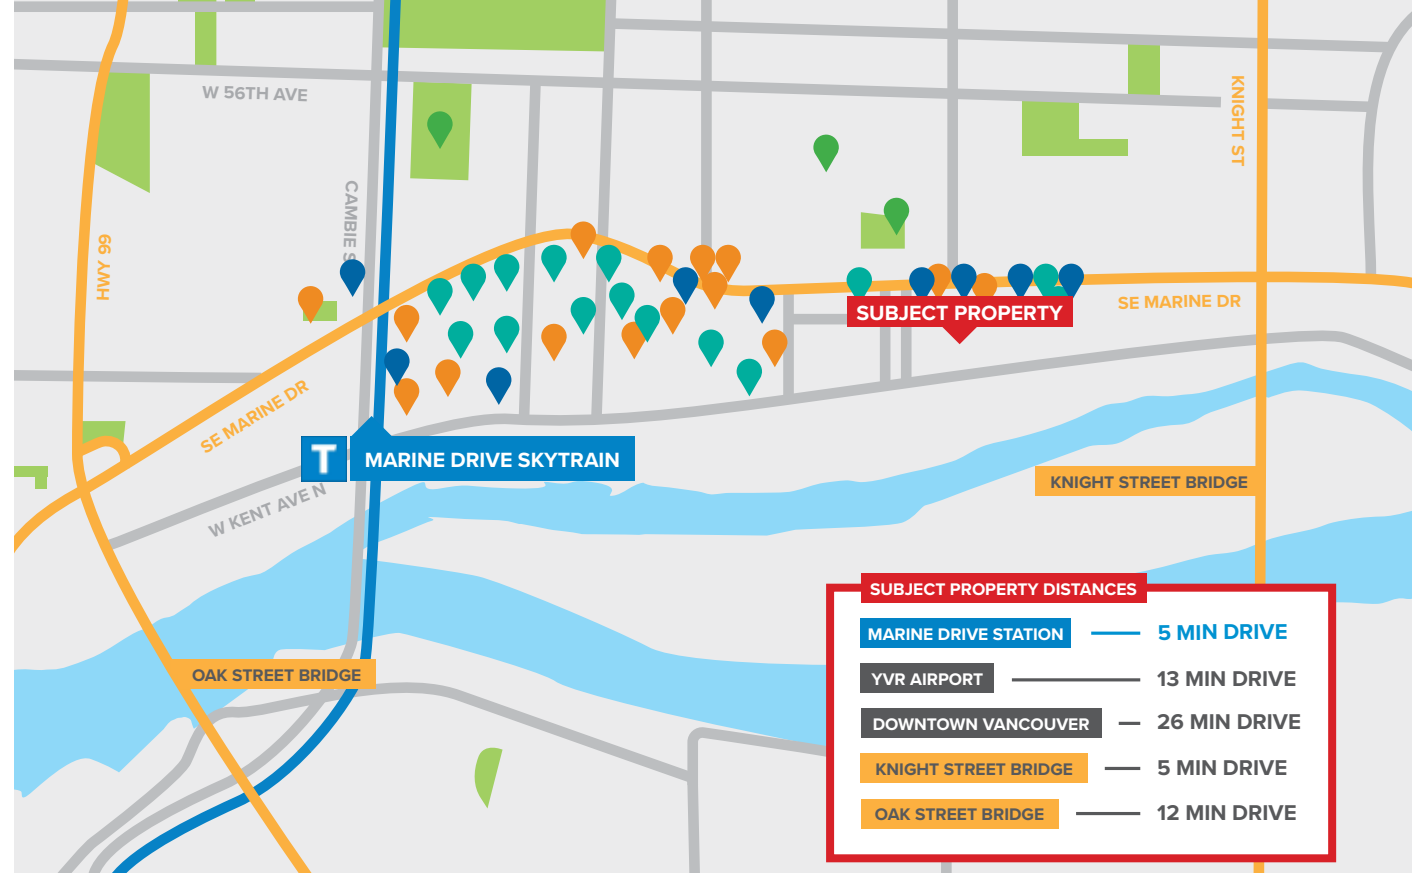 W 56TH AVE
KNIGHT ST
CAMBIE S
HWY 99
SE MARINE DR
SUBJECT PROPERTY
SE MARINE DR
T
MARINE DRIVE SKYTRAIN
W KENT AVE N
KNIGHT STREET BRIDGE
OAK STREET BRIDGE
SUBJECT PROPERTY DISTANCES
MARINE DRIVE STATION 5 MIN DRIVE
YVR AIRPORT 13 MIN DRIVE
DOWNTOWN VANCOUVER 26 MIN DRIVE
KNIGHT STREET BRIDGE 5 MIN DRIVE
OAK STREET BRIDGE 12 MIN DRIVE